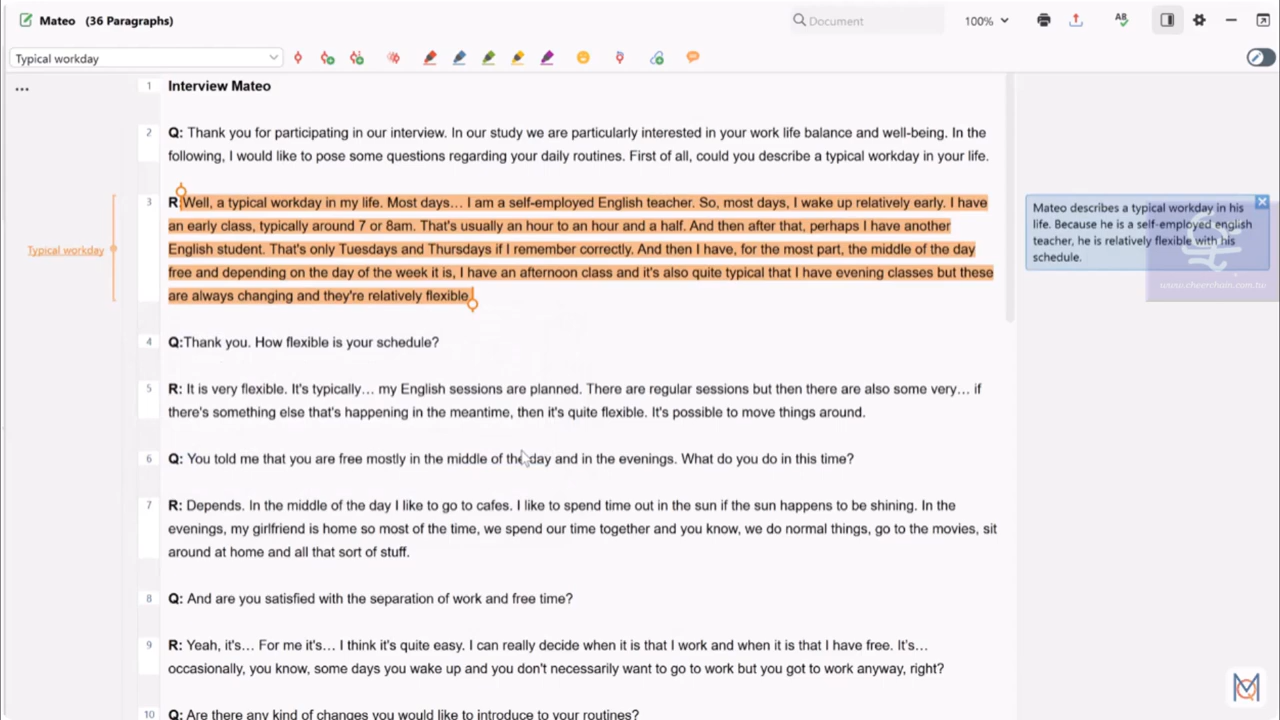 Mateo (36 Paragraphs)
Document
100%
Typical workday
1 Interview Mateo
2 Q: Thank you for participating in our interview. In our study we are particularly interested in your work life balance and well-being. In the
following, I would like to pose some questions regarding your daily routines. First of all, could you describe a typical workday in your life.
3 R:Well, a typical workday in my life. Most days… I am a self-employed English teacher. So, most days, I wake up relatively early. I have
an early class, typically around 7 or 8am. That's usually an hour to an hour and a half. And then after that, perhaps I have another
English student. That's only Tuesdays and Thursdays if I remember correctly. And then I have, for the most part, the middle of the day
free and depending on the day of the week it is, I have an afternoon class and it's also quite typical that I have evening classes but these
are always changing and they're relatively flexible.
Typical workday
Mateo describes a typical workday in his
life. Because he is a self-employed english
teacher, he is relatively flexible with his
schedule.
www.cheerchain.com.tw
4 Q:Thank you. How flexible is your schedule?
5 R: It is very flexible. It's typically… my English sessions are planned. There are regular sessions but then there are also some very… if
there's something else that's happening in the meantime, then it's quite flexible. It's possible to move things around.
6 Q: You told me that you are free mostly in the middle of the day and in the evenings. What do you do in this time?
7 R: Depends. In the middle of the day I like to go to cafes. I like to spend time out in the sun if the sun happens to be shining. In the
evenings, my girlfriend is home so most of the time, we spend our time together and you know, we do normal things, go to the movies, sit
around at home and all that sort of stuff.
8 Q: And are you satisfied with the separation of work and free time?
9 R: Yeah, it's… For me it's… I think it's quite easy. I can really decide when it is that I work and when it is that I have free. It's…
occasionally, you know, some days you wake up and you don't necessarily want to go to work but you got to work anyway, right?
10 Q: Are there any kind of changes you would like to introduce to your routines?